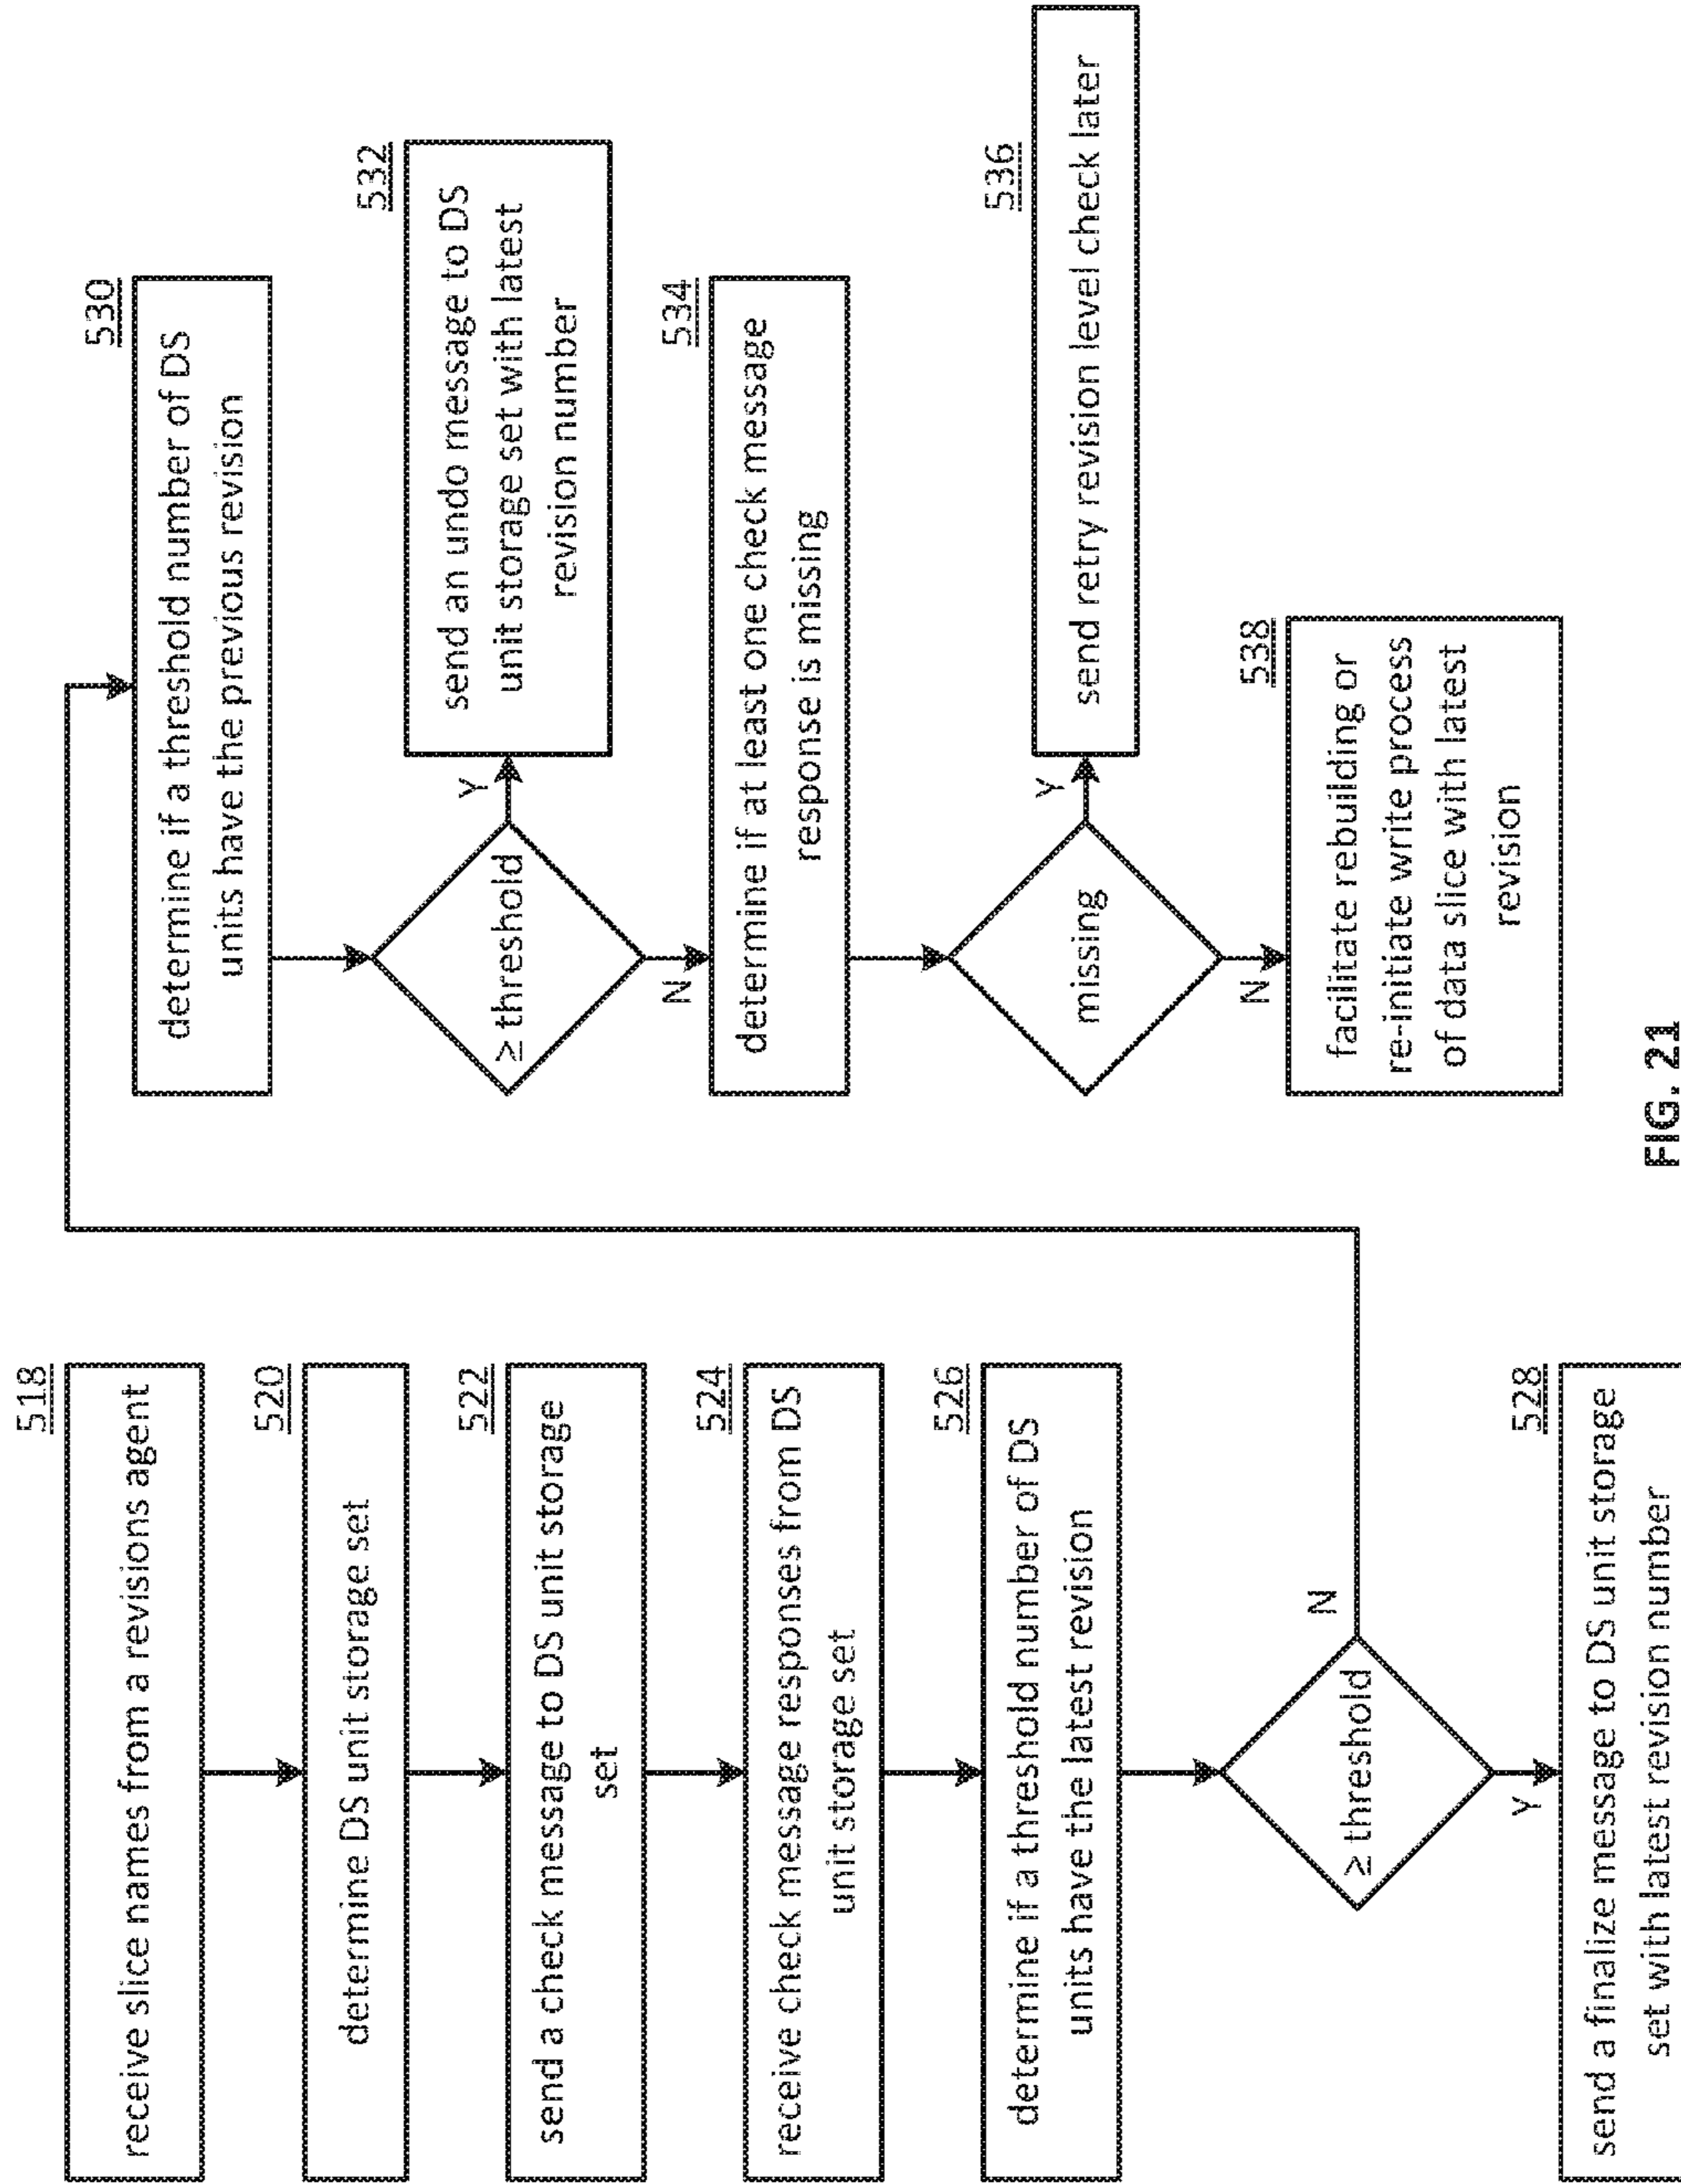 518
receive slice names from a revisions agent
520
determine DS unit storage set
522
send a check message to DS unit storage
set
524
receive check message responses from DS
unit storage set
526
determine if a threshold number of DS
units have the latest revision
≥ threshold
N
Y
528
send a finalize message to DS unit storage
set with latest revision number
530
determine if a threshold number of DS
units have the previous revision
≥ threshold
Y
532
send an undo message to DS
unit storage set with latest
revision number
N
534
determine if at least one check message
response is missing
missing
Y
536
send retry revision level check later
N
538
facilitate rebuilding or
re-initiate write process
of data slice with latest
revision
FIG. 21